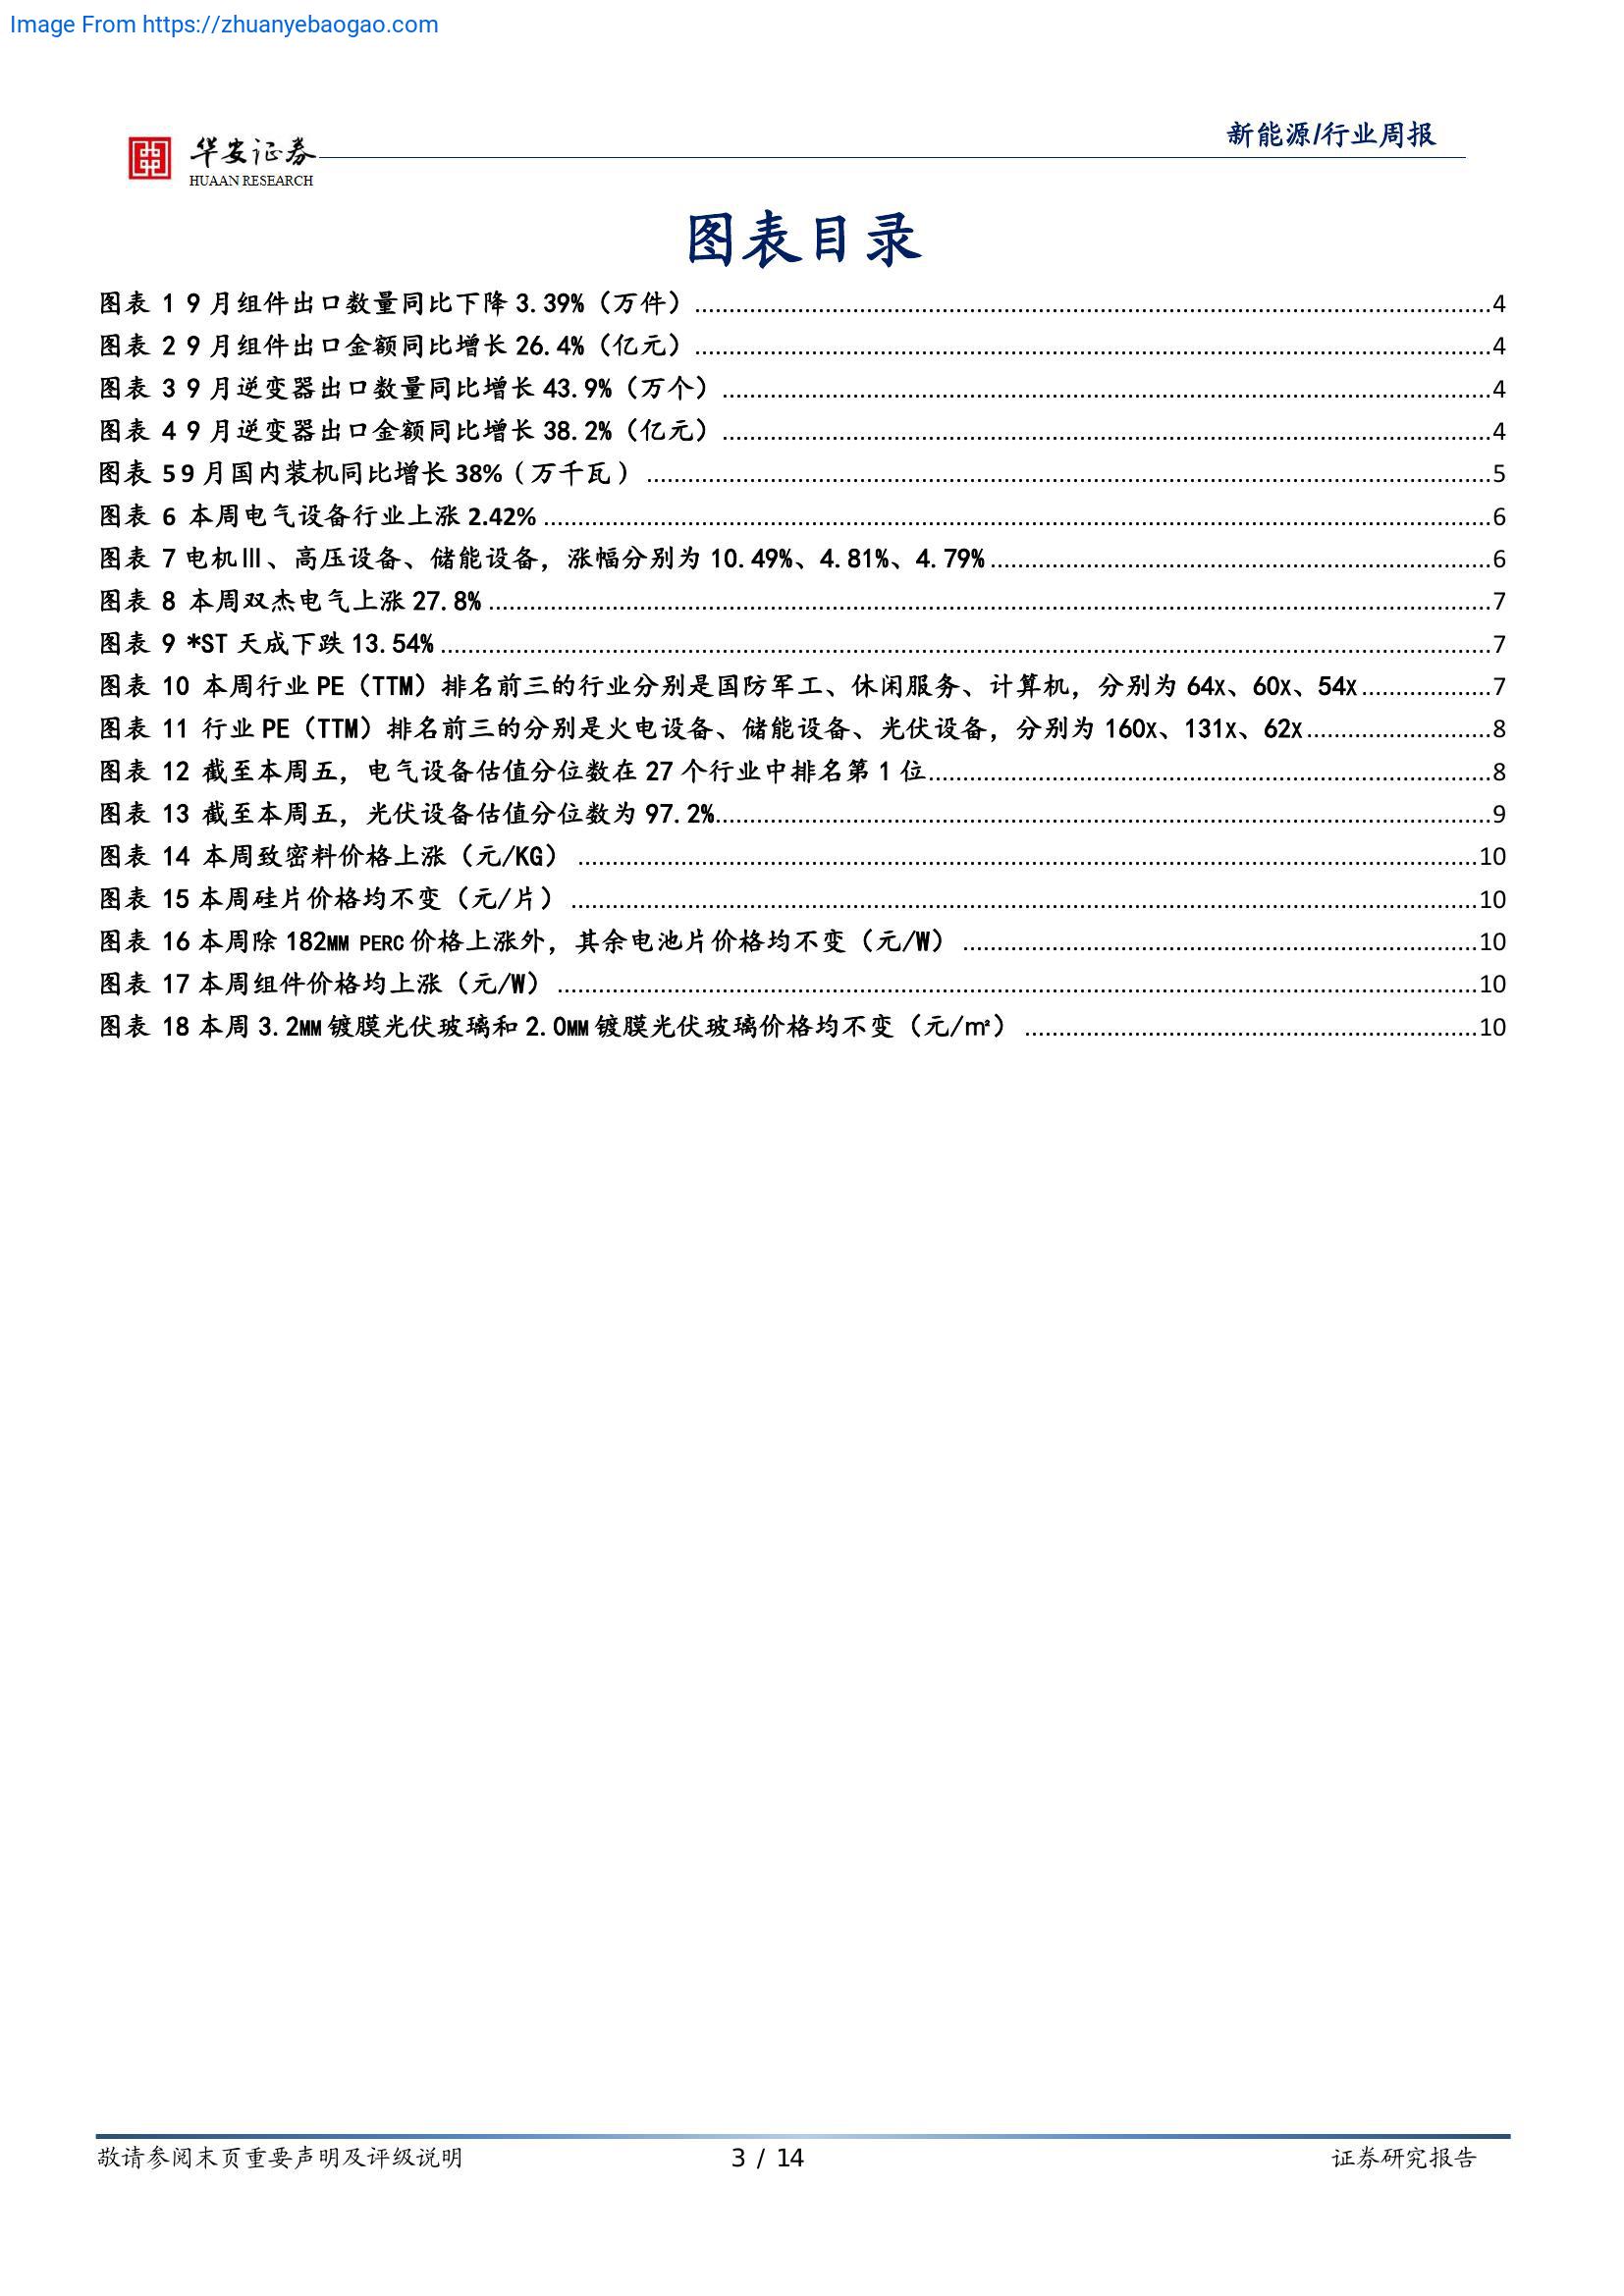 Image From https://zhuanyebaogao.com
华安证券
HUAAN RESEARCH
新能源/行业周报
图表目录
图表 1 9 月组件出口数量同比下降 3.39%（万件）....................4
图表 2 9 月组件出口金额同比增长 26.4%（亿元）....................4
图表 3 9 月逆变器出口数量同比增长 43.9%（万个）....................4
图表 4 9 月逆变器出口金额同比增长 38.2%（亿元）....................4
图表 5 9 月国内装机同比增长 38%（万千瓦）....................5
图表 6 本周电气设备行业上涨 2.42%....................6
图表 7 电机Ⅲ、高压设备、储能设备，涨幅分别为 10.49%、4.81%、4.79%....................6
图表 8 本周双杰电气上涨 27.8%....................7
图表 9 *ST 天成下跌 13.54%....................7
图表 10 本周行业 PE（TTM）排名前三的行业分别是国防军工、休闲服务、计算机，分别为 64X、60X、54X....................7
图表 11 行业 PE（TTM）排名前三的分别是火电设备、储能设备、光伏设备，分别为 160X、131X、62X....................8
图表 12 截至本周五，电气设备估值分位数在 27 个行业中排名第 1 位....................8
图表 13 截至本周五，光伏设备估值分位数为 97.2%....................9
图表 14 本周致密料价格上涨（元/KG）....................10
图表 15 本周硅片价格均不变（元/片）....................10
图表 16 本周除 182MM PERC 价格上涨外，其余电池片价格均不变（元/W）....................10
图表 17 本周组件价格均上涨（元/W）....................10
图表 18 本周 3.2MM 镀膜光伏玻璃和 2.0MM 镀膜光伏玻璃价格均不变（元/㎡）....................10
敬请参阅末页重要声明及评级说明
3 / 14
证券研究报告